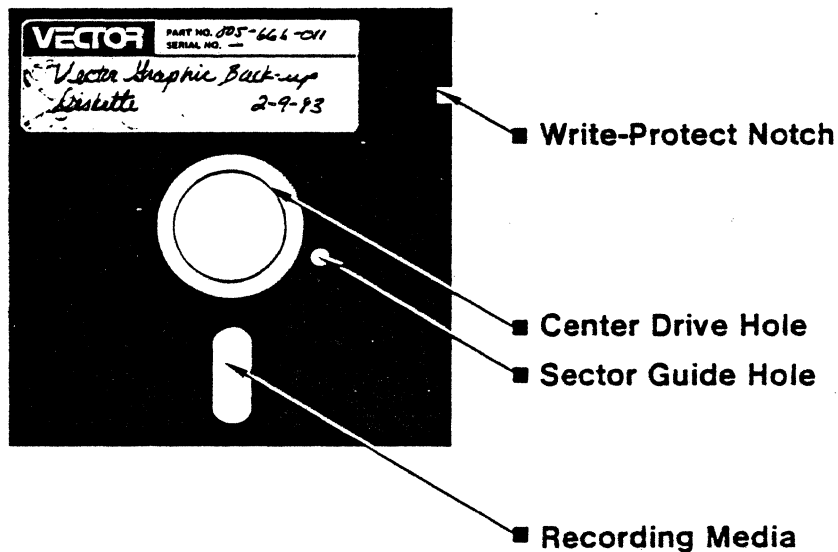 VECTOR
PART NO. 805-666-011
SERIAL NO. —
Vector Graphic Back-up
Diskette 2-9-83
■ Write-Protect Notch
■ Center Drive Hole
■ Sector Guide Hole
■ Recording Media